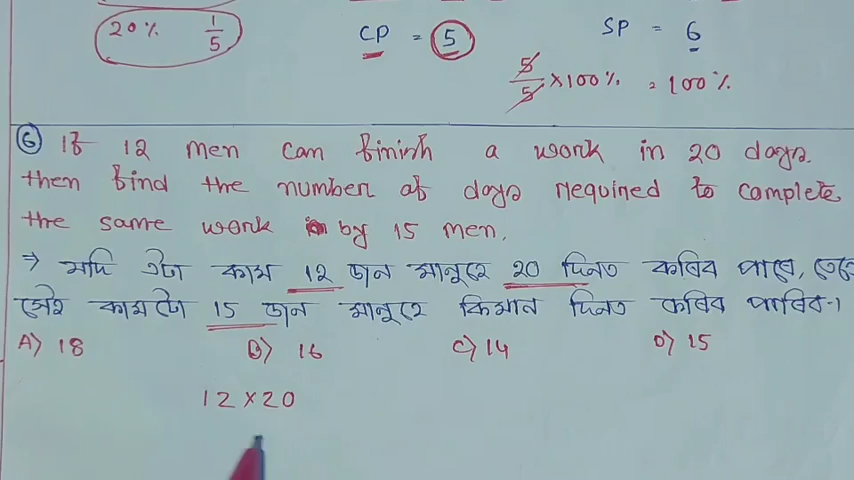 20% 1/5 CP = 5 SP = 6
5/5 ×100% = 100%
6 If 12 men can finish a work in 20 days.
then find the number of days required to complete
the same work by 15 men.
⇒ যদি এটা কাম 12 জন মানুহে 20 দিনত কৰিব পাৰে, তেনে
সেই কামটো 15 জন মানুহে কিমান দিনত কৰিব পাৰিব।
A) 18 B) 16 C) 14 D) 15
12 × 20